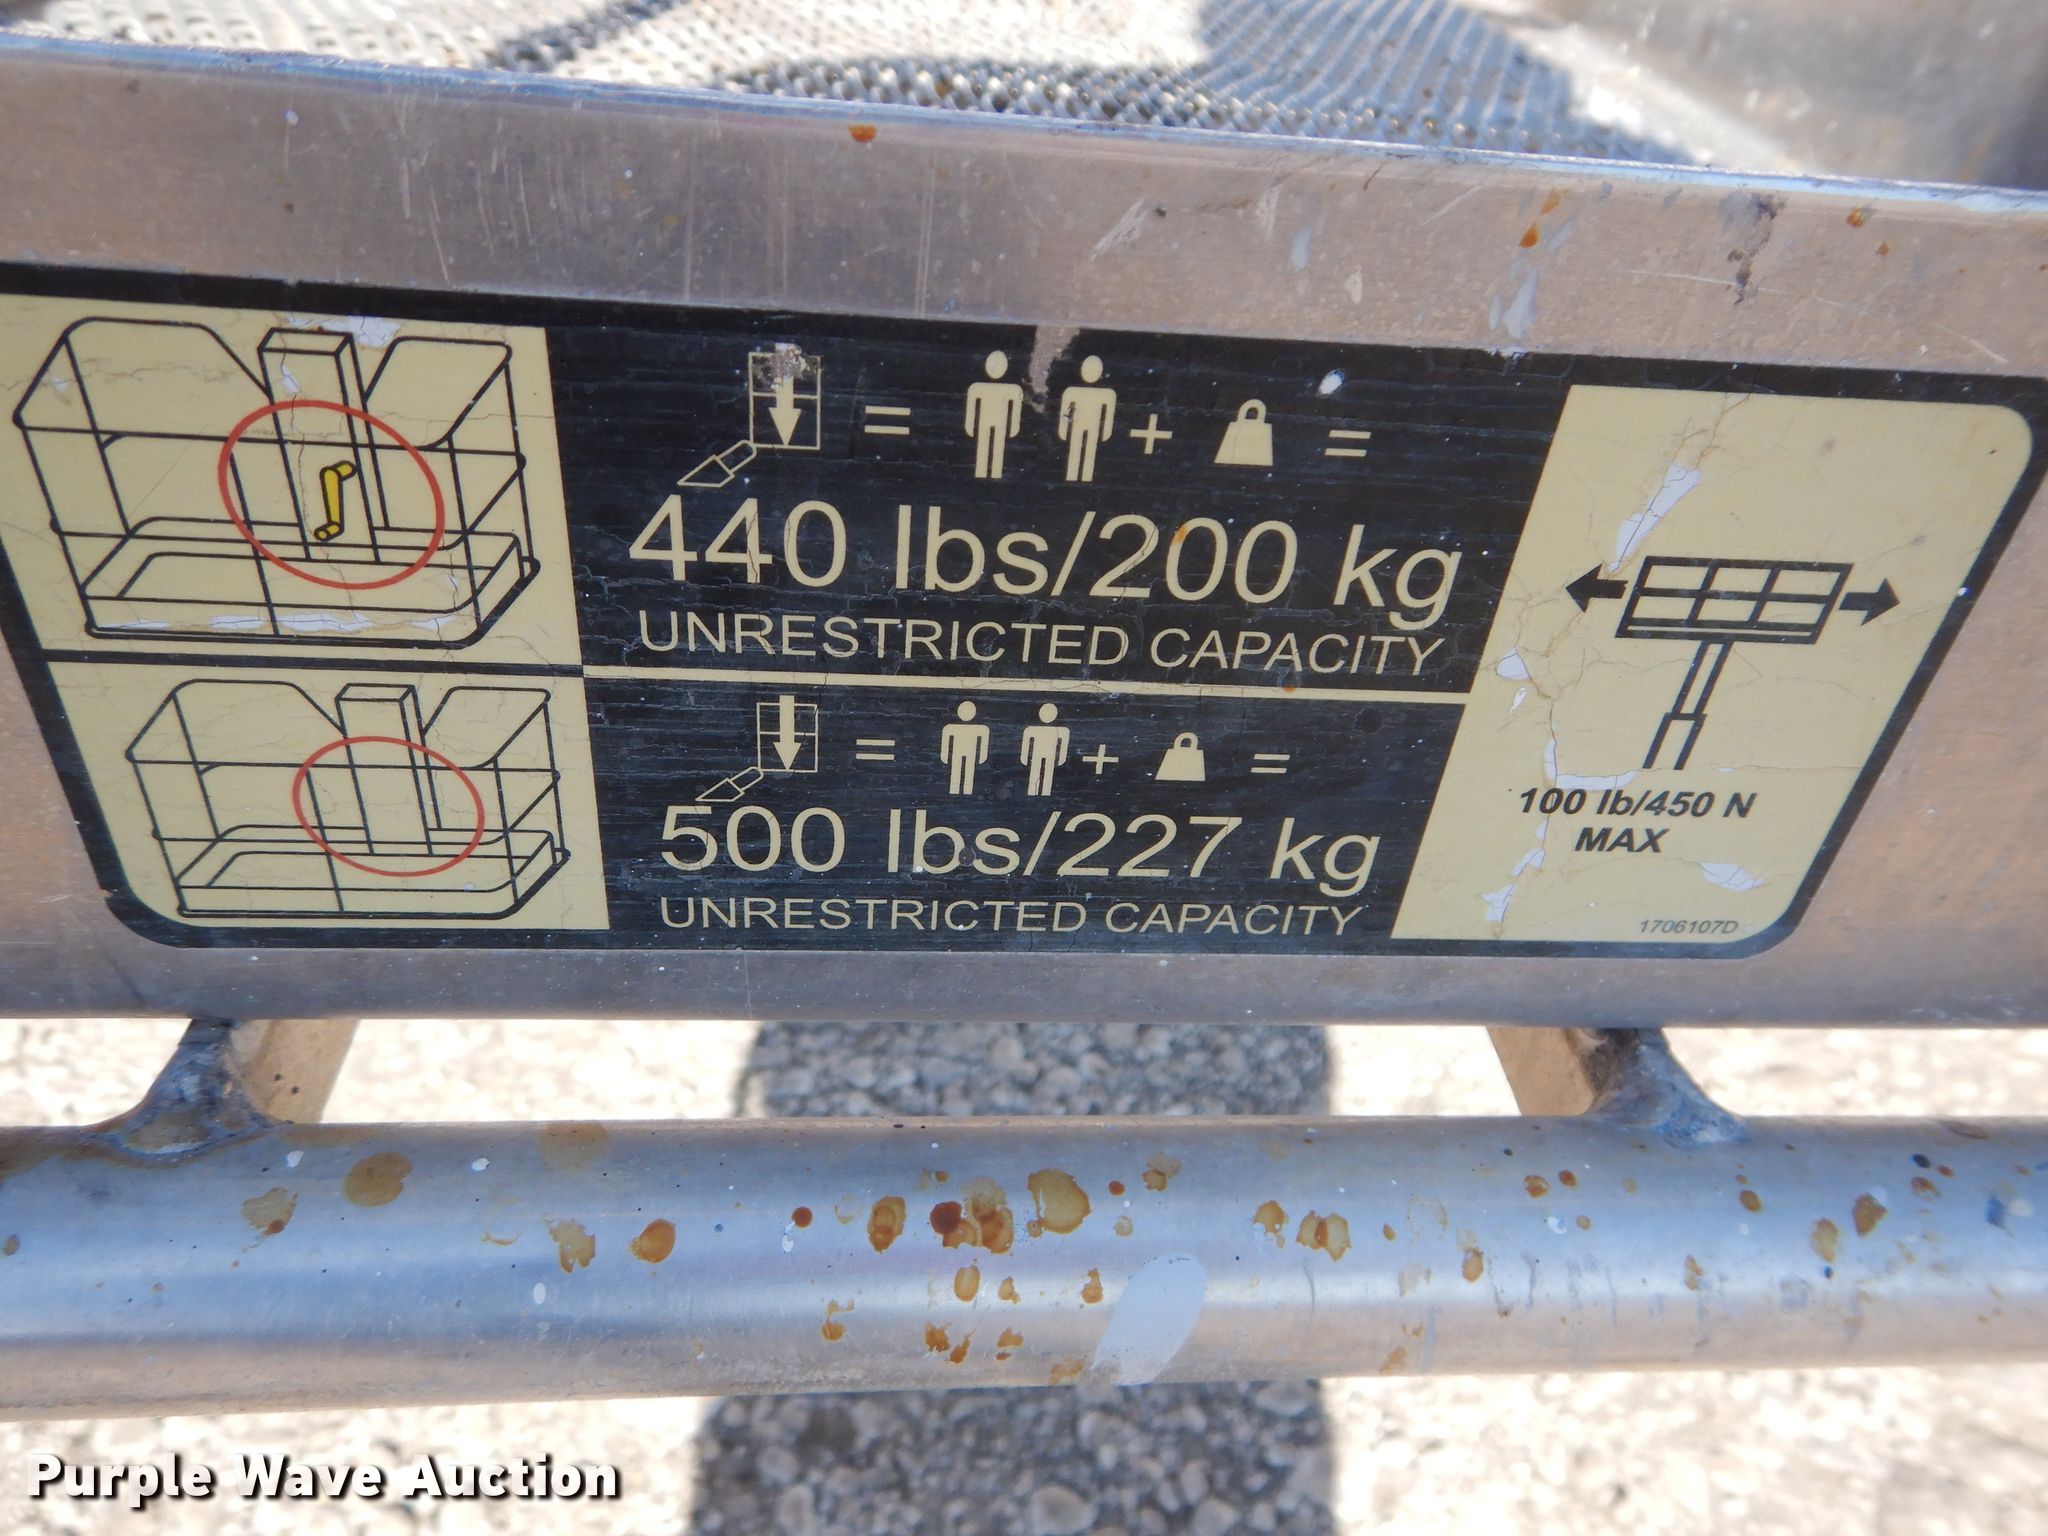 = + =
440 lbs/200 kg
UNRESTRICTED CAPACITY
= + =
500 lbs/227 kg
UNRESTRICTED CAPACITY
100 lb/450 N
MAX
1706107D
Purple Wave Auction